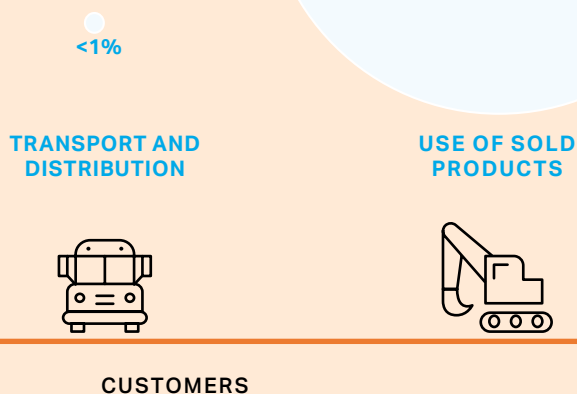 <1%
TRANSPORT AND
DISTRIBUTION
USE OF SOLD
PRODUCTS
CUSTOMERS